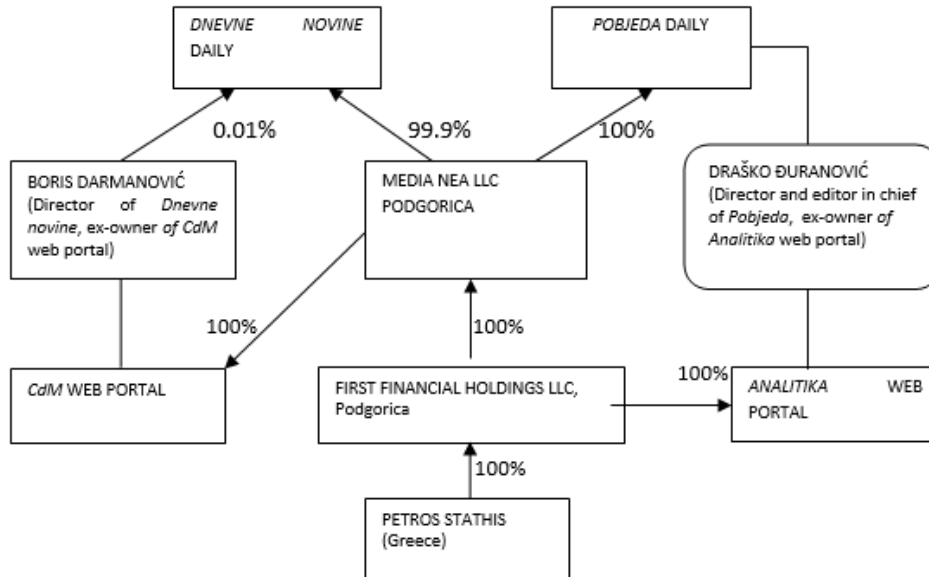 DNEVNE NOVINE
DAILY
POBJEDA DAILY
0.01%
99.9%
100%
BORIS DARMANOVIĆ
(Director of Dnevne
novine, ex-owner of CdM
web portal)
MEDIA NEA LLC
PODGORICA
DRAŠKO ĐURANOVIĆ
(Director and editor in chief
of Pobjeda, ex-owner of
Analitika web portal)
100%
100%
CdM WEB PORTAL
FIRST FINANCIAL HOLDINGS LLC,
Podgorica
100%
ANALITIKA WEB
PORTAL
100%
PETROS STATHIS
(Greece)